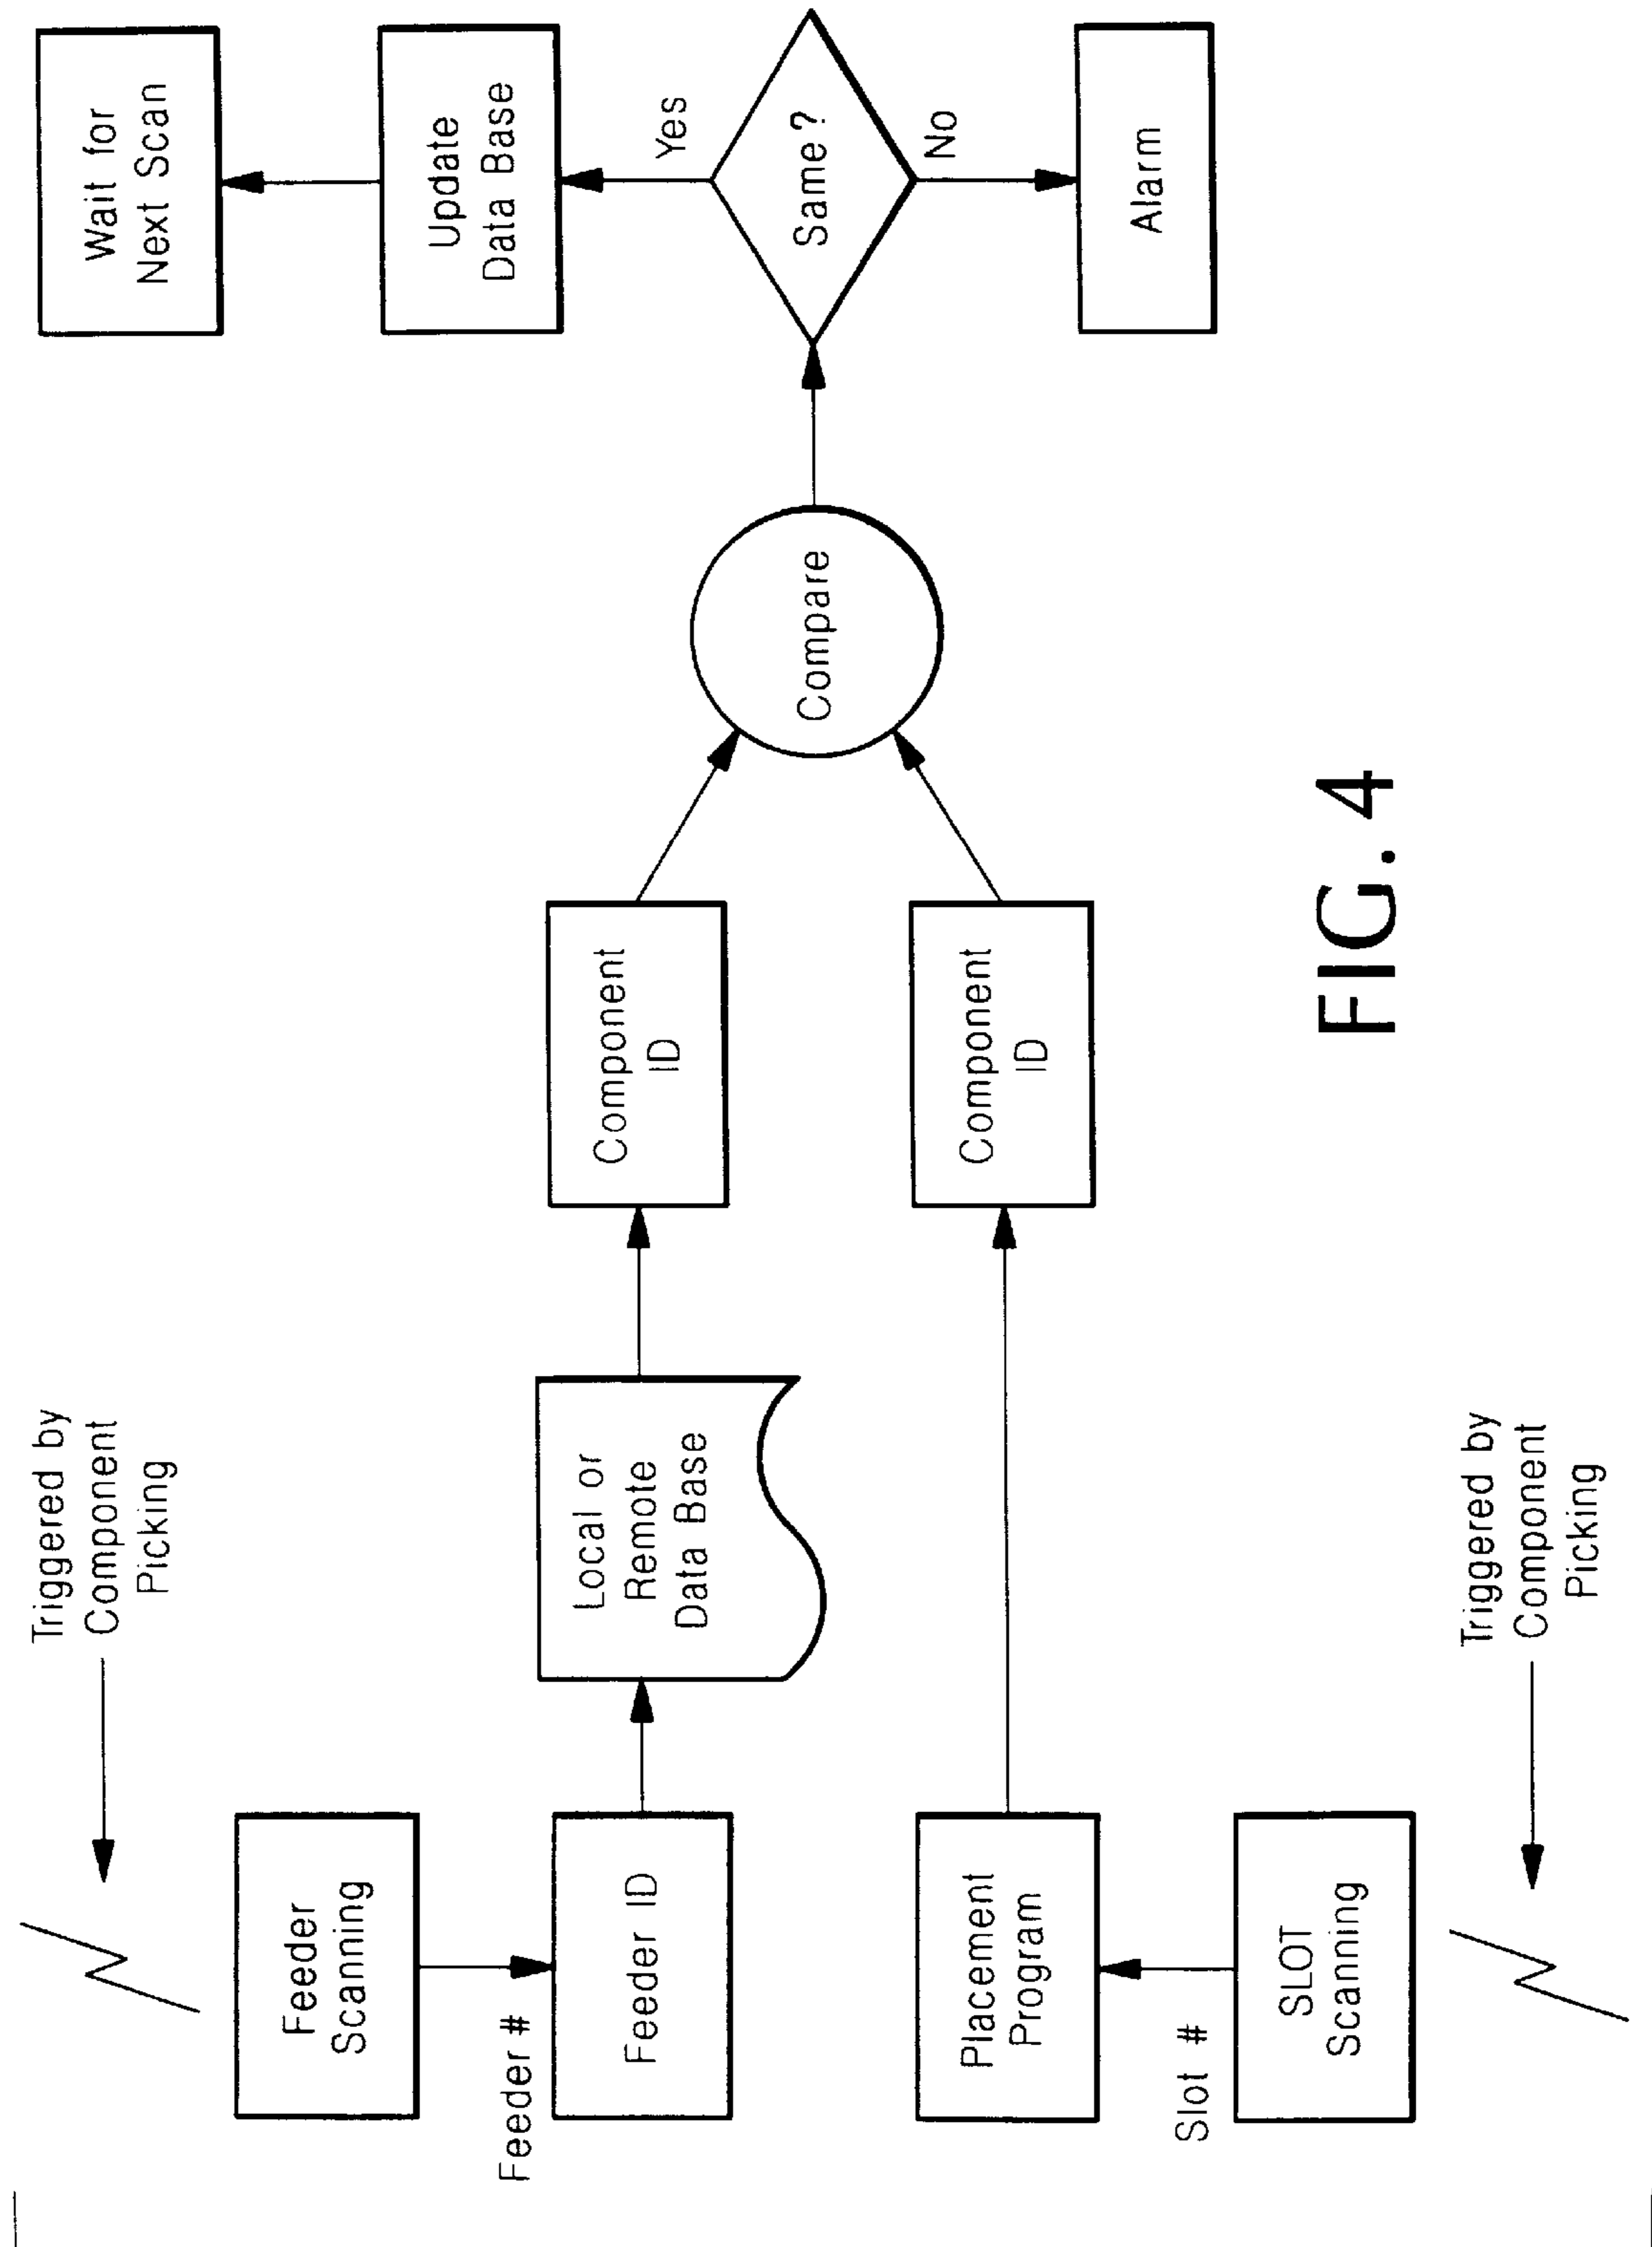 Triggered by
Component
Picking
Feeder
Scanning
Feeder #
Feeder ID
Local or
Remote
Data Base
Component
ID
Placement
Program
Slot #
SLOT
Scanning
Triggered by
Component
Picking
Component
ID
Compare
Same?
Yes
Update
Data Base
Wait for
Next Scan
No
Alarm
FIG. 4